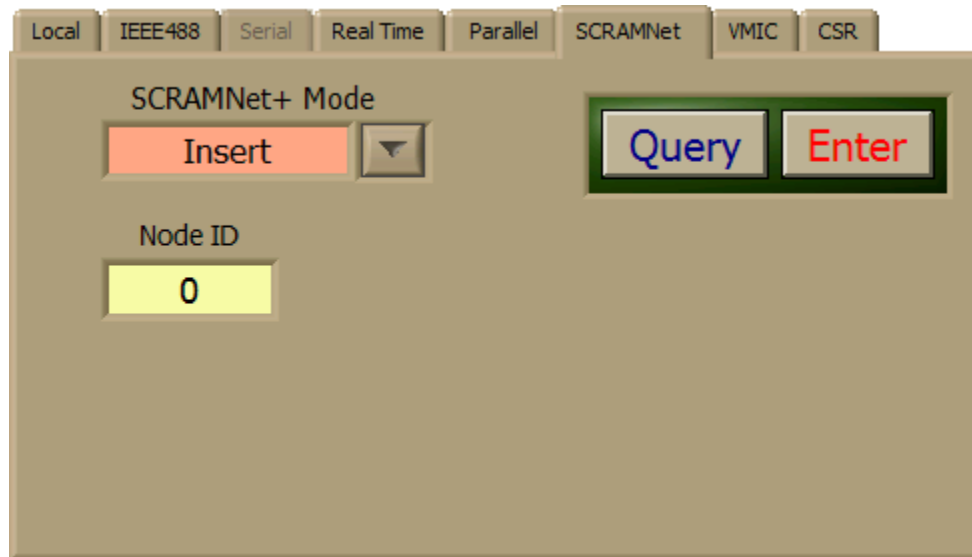 Local IEEE488 Serial Real Time Parallel SCRAMNet VMIC CSR
SCRAMNet+ Mode
Insert
Query Enter
Node ID
0